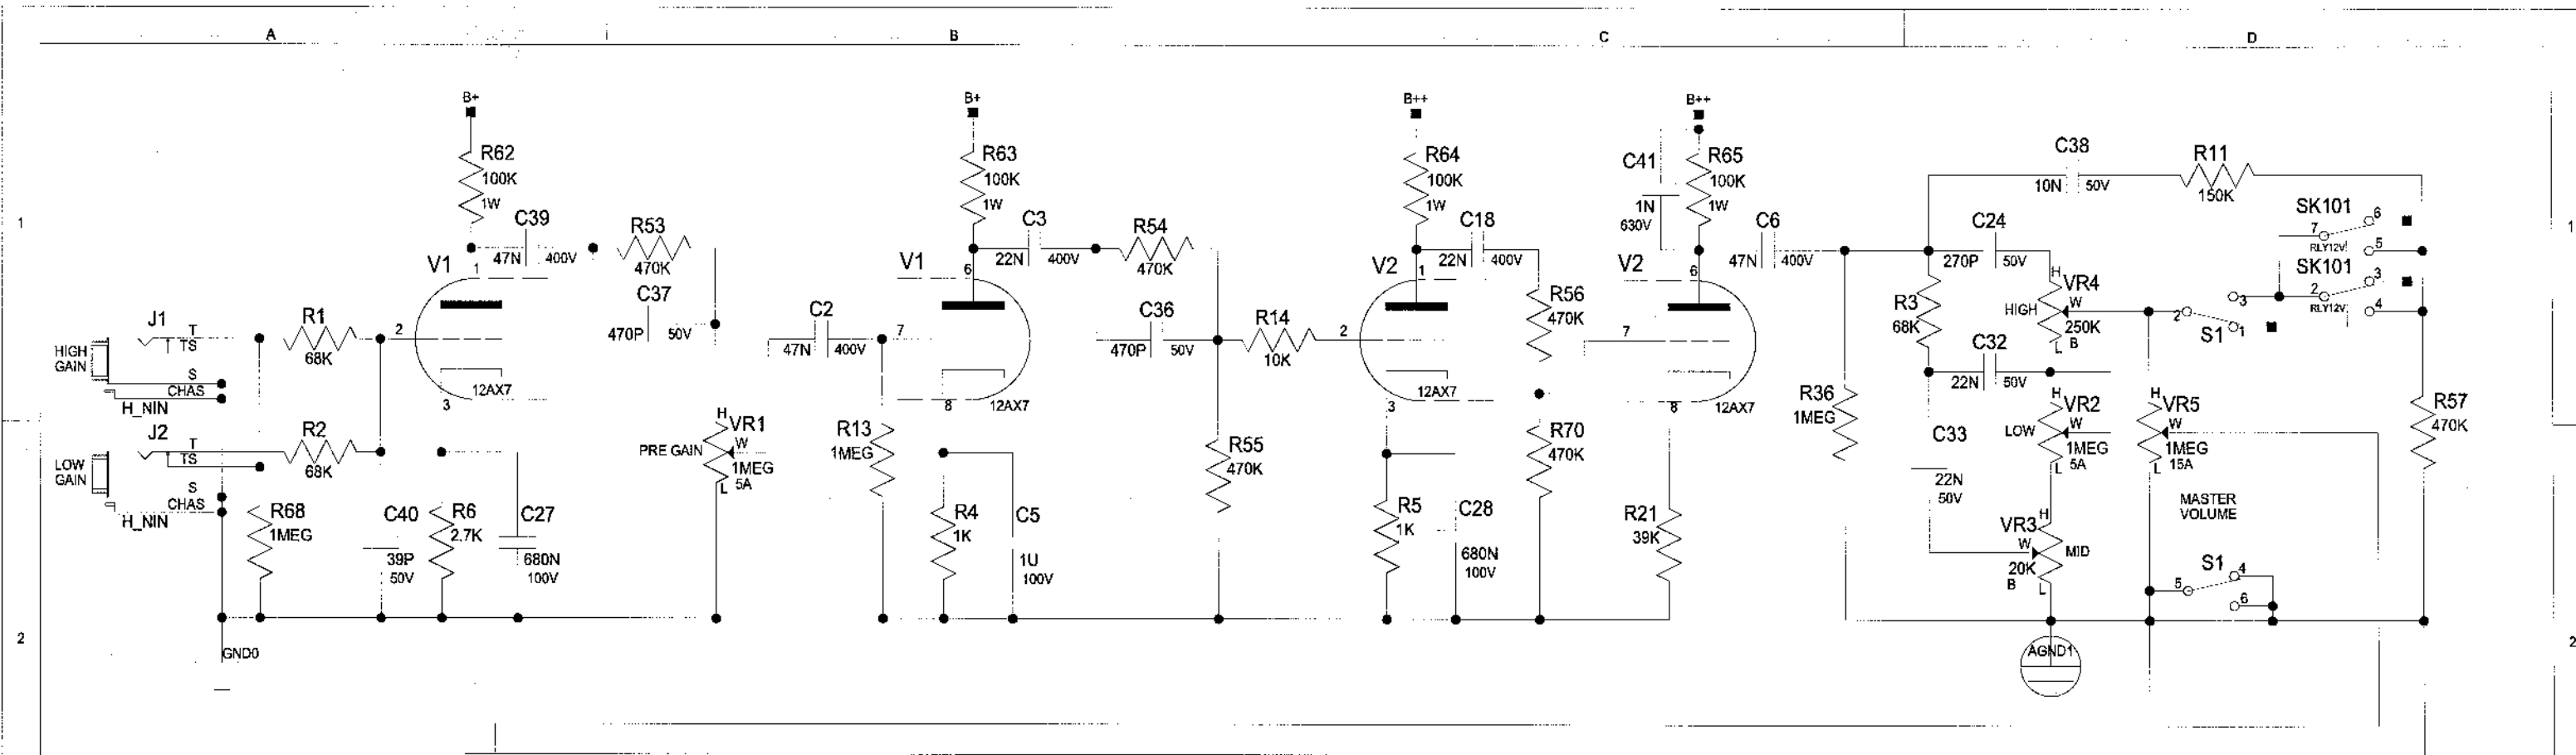 A
B
C
D
1
1
2
2
B+
R62
100K
1W
C39
47N
400V
R53
470K
C37
470P
50V
V1
1
2
3
12AX7
J1
T
TS
HIGH
GAIN
S
CHAS
H_NIN
R1
68K
J2
T
TS
LOW
GAIN
S
CHAS
H_NIN
R2
68K
R68
1MEG
C40
39P
50V
R6
2.7K
C27
680N
100V
GND0
PRE GAIN
H
VR1
W
1MEG
5A
L
C2
47N
400V
R13
1MEG
B+
R63
100K
1W
C3
22N
400V
R54
470K
V1
6
7
8
12AX7
C36
470P
50V
R4
1K
C5
1U
100V
R55
470K
R14
10K
B++
R64
100K
1W
C18
22N
400V
V2
1
2
3
12AX7
R56
470K
R70
470K
R5
1K
C28
680N
100V
B++
C41
1N
630V
R65
100K
1W
C6
47N
400V
V2
6
7
8
12AX7
R21
39K
R36
1MEG
C38
10N
50V
R11
150K
C24
270P
50V
R3
68K
H
VR4
W
HIGH
250K
B
L
C32
22N
50V
C33
22N
50V
H
VR2
W
LOW
1MEG
5A
L
H
VR3
W
MID
20K
B
L
H
VR5
W
1MEG
15A
L
MASTER
VOLUME
S1
2
3
1
S1
5
4
6
SK101
7
6
5
RLY12V
SK101
2
3
4
RLY12V
R57
470K
AGND1